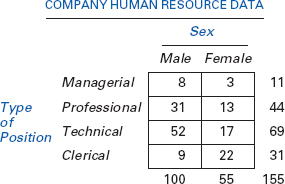 COMPANY HUMAN RESOURCE DATA
Sex
Male Female
Managerial 8 3 11
Type of Position
Professional 31 13 44
Technical 52 17 69
Clerical 9 22 31
100 55 155